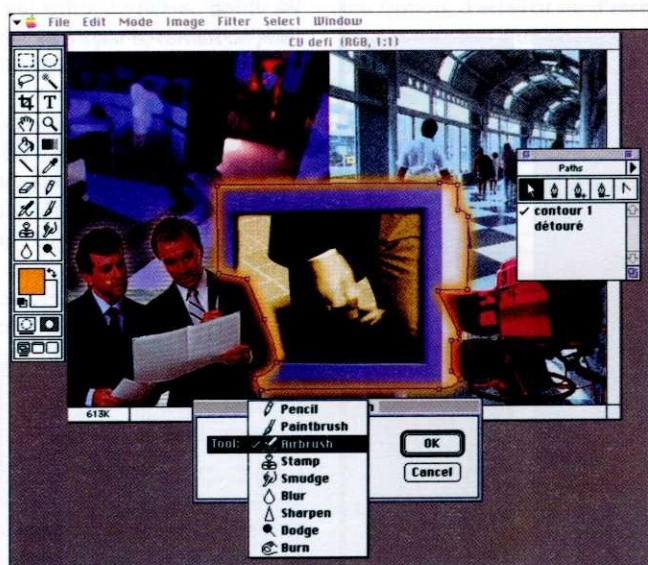 File Edit Mode Image Filter Select Window
CV defi (RGB, 1:1)
T
Paths
✓ contour 1
détouré
613K
Pencil
Paintbrush
Tool: ✓ Airbrush
OK
Stamp
Smudge
Cancel
Blur
Sharpen
Dodge
Burn